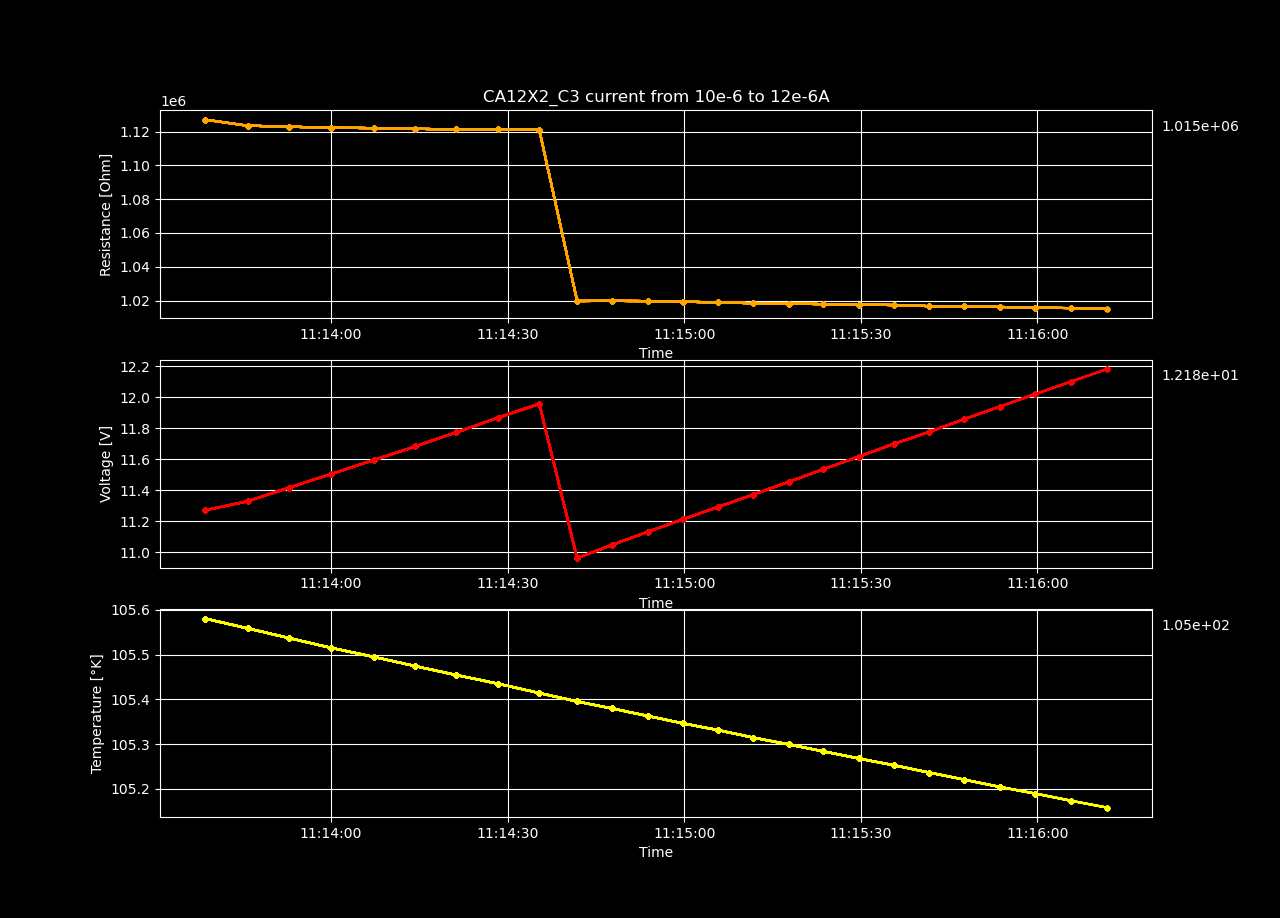 CA12X2_C3 current from 10e-6 to 12e-6A
1e6
1.015e+06
1.12
1.10
1.08
1.06
1.04
1.02
Resistance [Ohm]
11:14:00 11:14:30 11:15:00 11:15:30 11:16:00
Time
1.218e+01
12.2
12.0
11.8
11.6
11.4
11.2
11.0
Voltage [V]
11:14:00 11:14:30 11:15:00 11:15:30 11:16:00
Time
1.05e+02
105.6
105.5
105.4
105.3
105.2
Temperature [°K]
11:14:00 11:14:30 11:15:00 11:15:30 11:16:00
Time